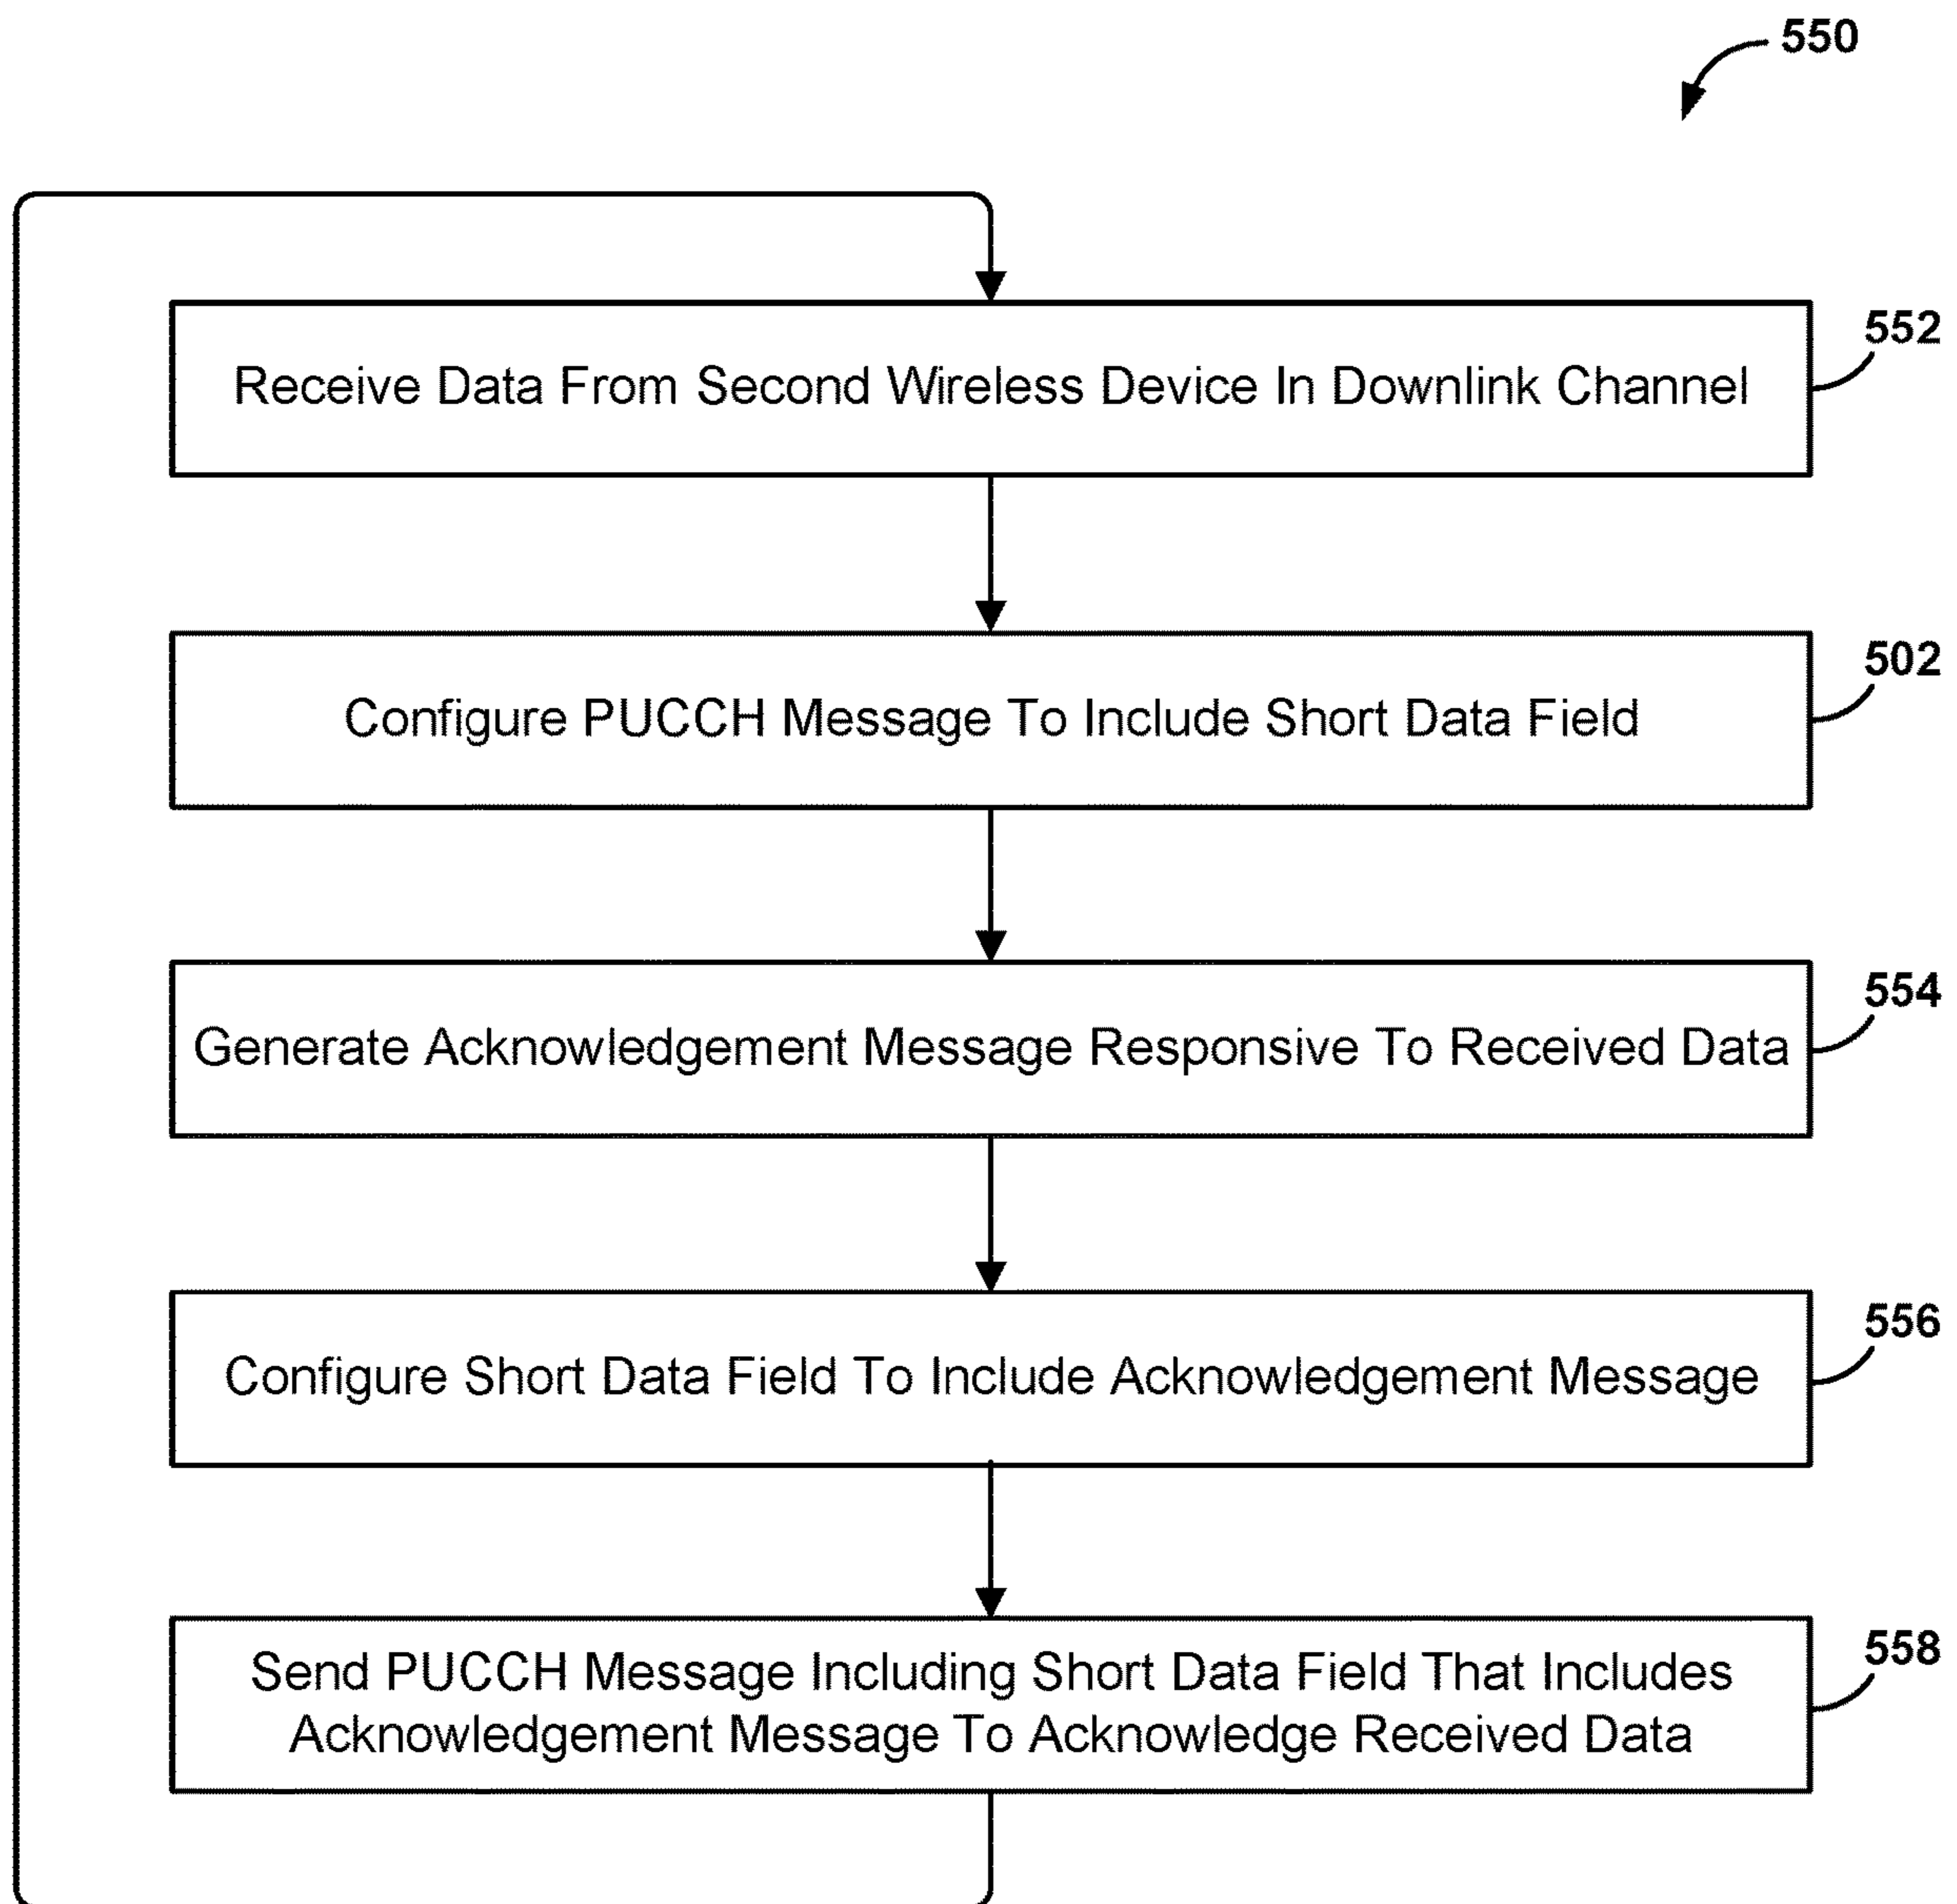 550
Receive Data From Second Wireless Device In Downlink Channel
552
Configure PUCCH Message To Include Short Data Field
502
Generate Acknowledgement Message Responsive To Received Data
554
Configure Short Data Field To Include Acknowledgement Message
556
Send PUCCH Message Including Short Data Field That Includes
Acknowledgement Message To Acknowledge Received Data
558